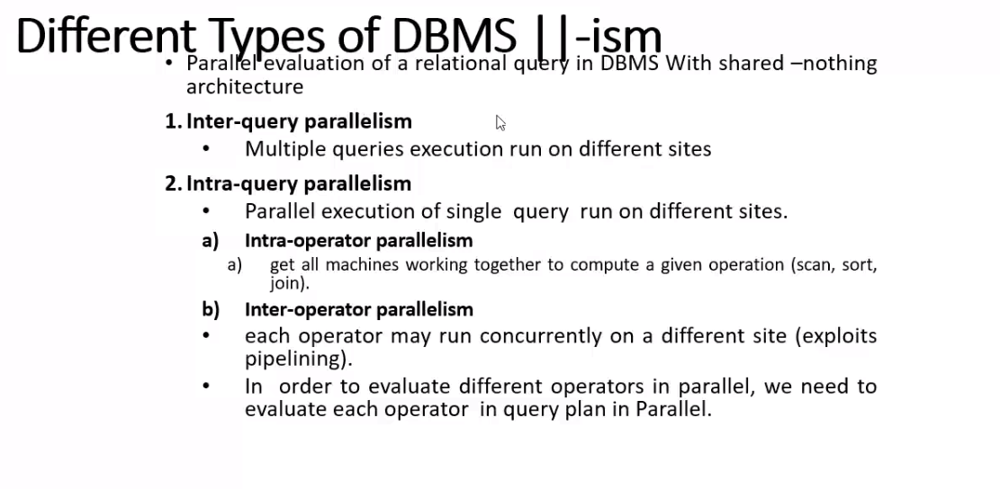 Different Types of DBMS ||-ism
• Parallel evaluation of a relational query in DBMS With shared –nothing
architecture
1. Inter-query parallelism
• Multiple queries execution run on different sites
2. Intra-query parallelism
• Parallel execution of single query run on different sites.
a) Intra-operator parallelism
a) get all machines working together to compute a given operation (scan, sort,
join).
b) Inter-operator parallelism
• each operator may run concurrently on a different site (exploits
pipelining).
• In order to evaluate different operators in parallel, we need to
evaluate each operator in query plan in Parallel.